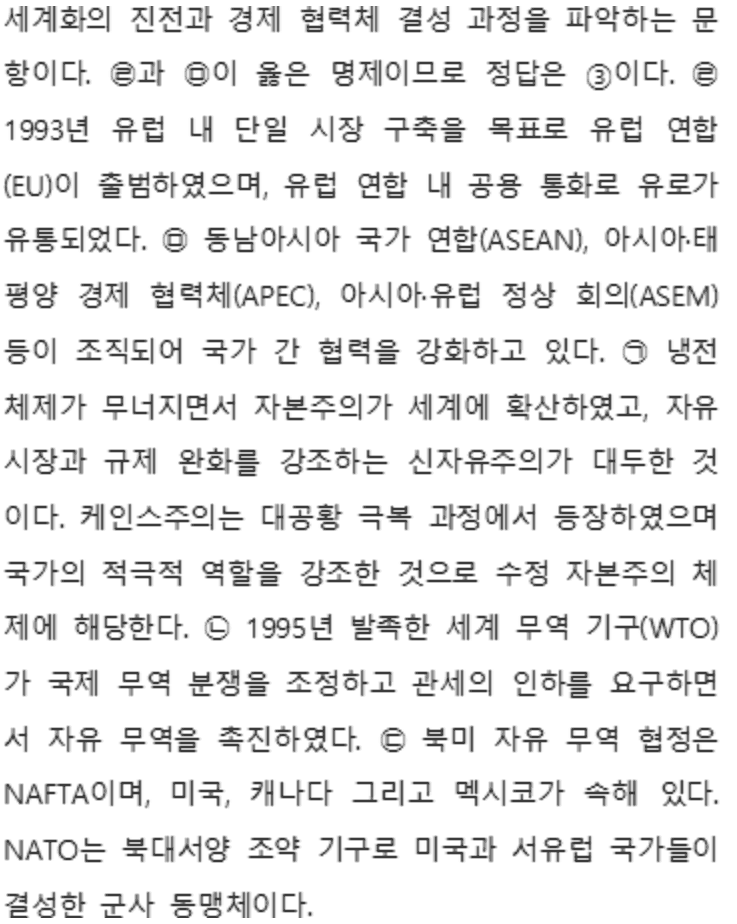 세계화의 진전과 경제 협력체 결성 과정을 파악하는 문
항이다. ㉣과 ㉤이 옳은 명제이므로 정답은 ③이다. ㉣
1993년 유럽 내 단일 시장 구축을 목표로 유럽 연합
(EU)이 출범하였으며, 유럽 연합 내 공용 통화로 유로가
유통되었다. ㉤ 동남아시아 국가 연합(ASEAN), 아시아·태
평양 경제 협력체(APEC), 아시아·유럽 정상 회의(ASEM)
등이 조직되어 국가 간 협력을 강화하고 있다. ㉠ 냉전
체제가 무너지면서 자본주의가 세계에 확산하였고, 자유
시장과 규제 완화를 강조하는 신자유주의가 대두한 것
이다. 케인스주의는 대공황 극복 과정에서 등장하였으며
국가의 적극적 역할을 강조한 것으로 수정 자본주의 체
제에 해당한다. ㉡ 1995년 발족한 세계 무역 기구(WTO)
가 국제 무역 분쟁을 조정하고 관세의 인하를 요구하면
서 자유 무역을 촉진하였다. ㉢ 북미 자유 무역 협정은
NAFTA이며, 미국, 캐나다 그리고 멕시코가 속해 있다.
NATO는 북대서양 조약 기구로 미국과 서유럽 국가들이
결성한 군사 동맹체이다.